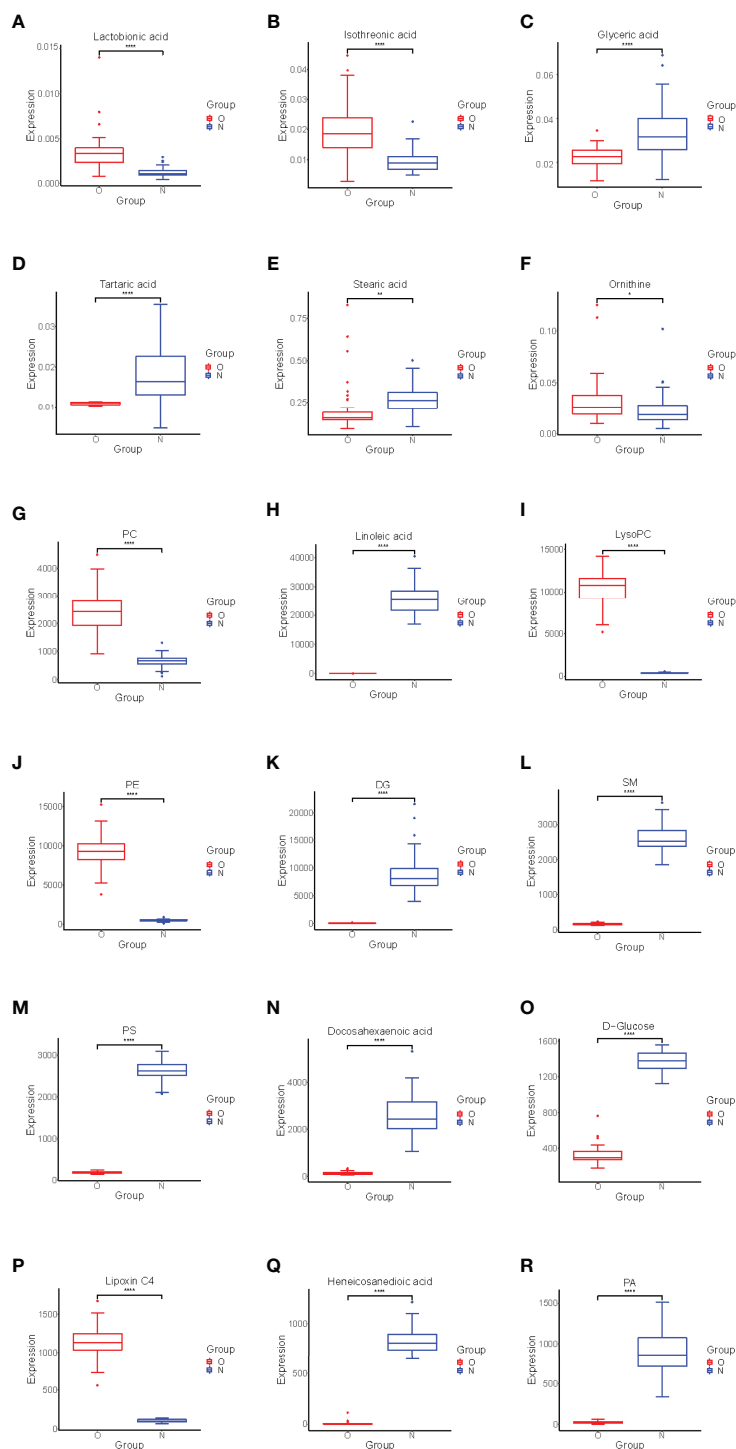 A
Lactobionic acid
****
0.015
0.010
0.005
0.000
Expression
O
N
Group
Group
O
N
B
Isothreonic acid
****
0.04
0.03
0.020
0.01
Expression
O
N
Group
Group
O
N
C
Glyceric acid
****
0.06
0.04
0.02
Expression
O
N
Group
Group
O
N
D
Tartaric acid
****
0.03
0.02
0.01
Expression
O
N
Group
Group
O
N
E
Stearic acid
**
0.75
0.50
0.25
Expression
O
N
Group
Group
O
N
F
Ornithine
*
0.10
0.05
0.00
Expression
O
N
Group
Group
O
N
G
PC
****
4000
3000
2000
1000
0
Expression
O
N
Group
Group
O
N
H
Linoleic acid
****
40000
30000
20000
10000
0
Expression
O
N
Group
Group
O
N
I
LysoPC
****
15000
10000
5000
0
Expression
O
N
Group
Group
O
N
J
PE
****
15000
10000
5000
0
Expression
O
N
Group
Group
O
N
K
DG
****
20000
15000
10000
5000
0
Expression
O
N
Group
Group
O
N
L
SM
****
3000
2000
1000
0
Expression
O
N
Group
Group
O
N
M
PS
****
3000
2000
1000
0
Expression
O
N
Group
Group
O
N
N
Docosahexaenoic acid
****
4000
2000
0
Expression
O
N
Group
Group
O
N
O
D-Glucose
****
1600
1200
800
400
Expression
O
N
Group
Group
O
N
P
Lipoxin C4
****
1500
1000
500
0
Expression
O
N
Group
Group
O
N
Q
Heneicosanedioic acid
****
1000
500
0
Expression
O
N
Group
Group
O
N
R
PA
****
1500
1000
500
0
Expression
O
N
Group
Group
O
N